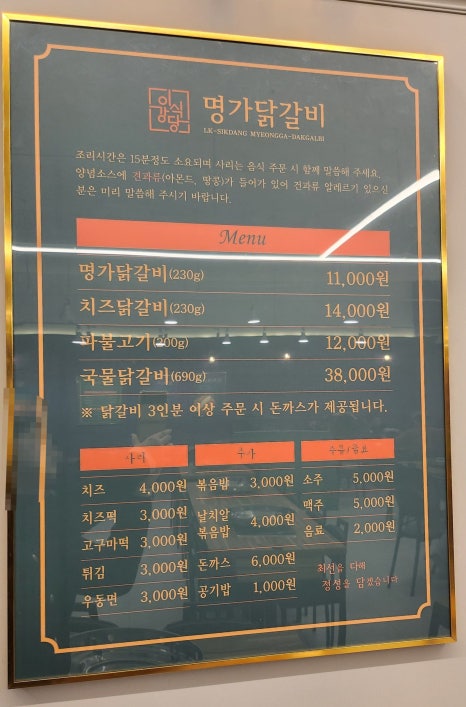 이강식당
명가닭갈비
LK-SIKDANG MYEONGGA-DAKGALBI
조리시간은 15분정도 소요되며 사리는 음식 주문 시 함께 말씀해 주세요.
양념소스에 견과류(아몬드, 땅콩)가 들어가 있어 견과류 알레르기 있으신
분은 미리 말씀해 주시기 바랍니다.
Menu
명가닭갈비(230g) 11,000원
치즈닭갈비(230g) 14,000원
파불고기(200g) 12,000원
국물닭갈비(690g) 38,000원
※ 닭갈비 3인분 이상 주문 시 돈까스가 제공됩니다.
사리
치즈 4,000원
치즈떡 3,000원
고구마떡 3,000원
튀김 3,000원
우동면 3,000원
추가
볶음밥 3,000원
날치알
볶음밥 4,000원
돈까스 6,000원
공기밥 1,000원
주류/음료
소주 5,000원
맥주 5,000원
음료 2,000원
최선을 다해
정성을 담겠습니다